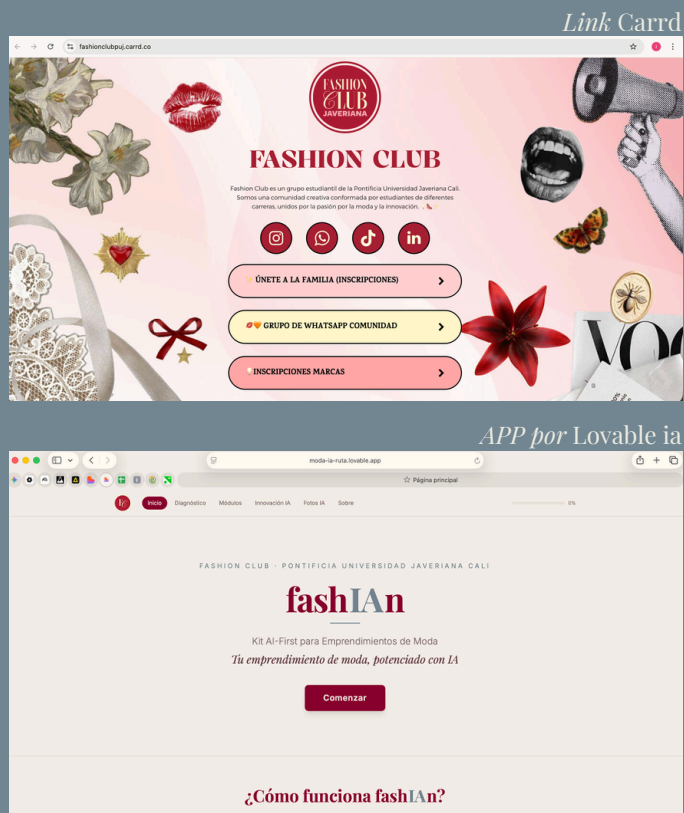 Link Carrd
fashionclubpuj.carrd.co
FASHION
CLUB
JAVERIANA
FASHION CLUB
Fashion Club es un grupo estudiantil de la Pontificia Universidad Javeriana Cali.
Somos una comunidad creativa conformada por estudiantes de diferentes
carreras, unidos por la pasión por la moda y la innovación.
in
ÚNETE A LA FAMILIA (INSCRIPCIONES)
GRUPO DE WHATSAPP COMUNIDAD
INSCRIPCIONES MARCAS
VOG
APP por Lovable ia
moda-ia-ruta.lovable.app
Página principal
Inicio Diagnóstico Módulos Innovación IA Fotos IA Sobre 0%
FASHION CLUB · PONTIFICIA UNIVERSIDAD JAVERIANA CALI
fashIAn
Kit AI-First para Emprendimientos de Moda
Tu emprendimiento de moda, potenciado con IA
Comenzar
¿Cómo funciona fashIAn?